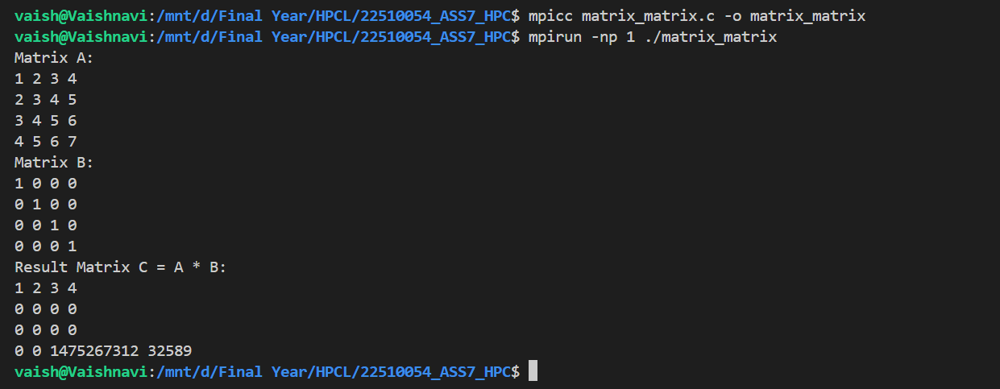 vaish@Vaishnavi:/mnt/d/Final Year/HPCL/22510054_ASS7_HPC$ mpicc matrix_matrix.c -o matrix_matrix
vaish@Vaishnavi:/mnt/d/Final Year/HPCL/22510054_ASS7_HPC$ mpirun -np 1 ./matrix_matrix
Matrix A:
1 2 3 4
2 3 4 5
3 4 5 6
4 5 6 7
Matrix B:
1 0 0 0
0 1 0 0
0 0 1 0
0 0 0 1
Result Matrix C = A * B:
1 2 3 4
0 0 0 0
0 0 0 0
0 0 1475267312 32589
vaish@Vaishnavi:/mnt/d/Final Year/HPCL/22510054_ASS7_HPC$